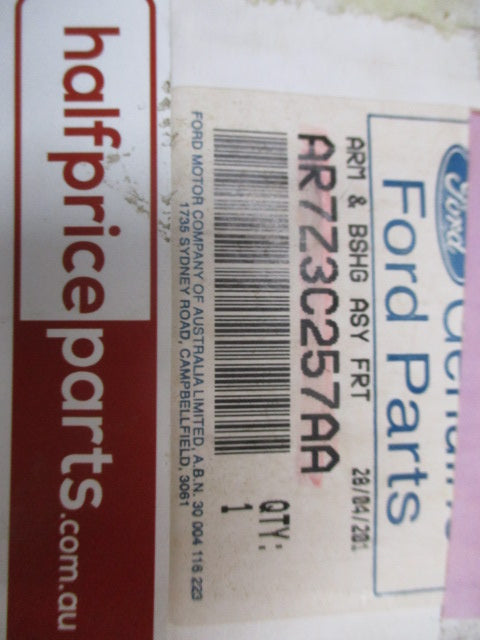 Ford
Genuine
Ford Parts
ARM & BSHG ASY FRT 28/04/201
AR7Z3C257AA
QTY:
1
FORD MOTOR COMPANY OF AUSTRALIA LIMITED, A.B.N. 30 004 116 223
1735 SYDNEY ROAD, CAMPBELLFIELD, 3061
halfpriceparts.com.au